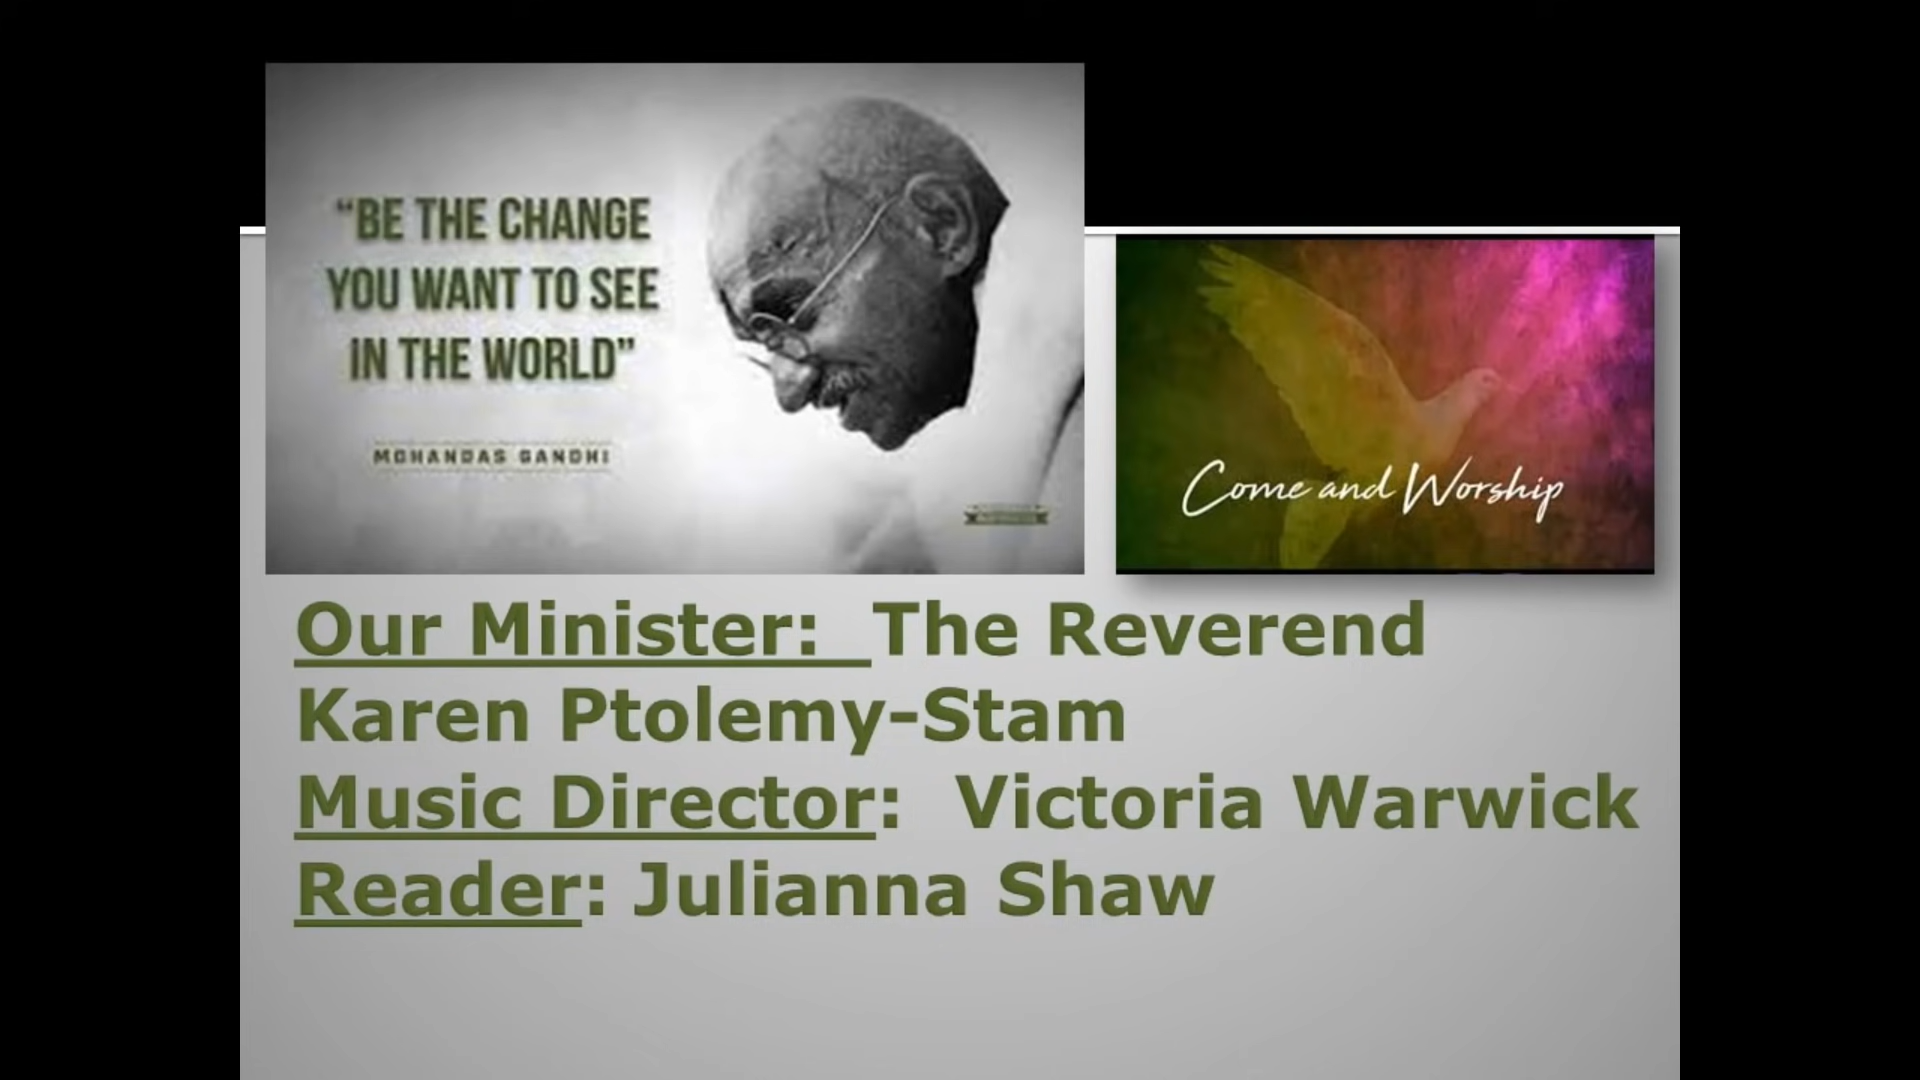 “BE THE CHANGE
YOU WANT TO SEE
IN THE WORLD”
MOHANDAS GANDHI
Come and Worship
Our Minister: The Reverend
Karen Ptolemy-Stam
Music Director: Victoria Warwick
Reader: Julianna Shaw